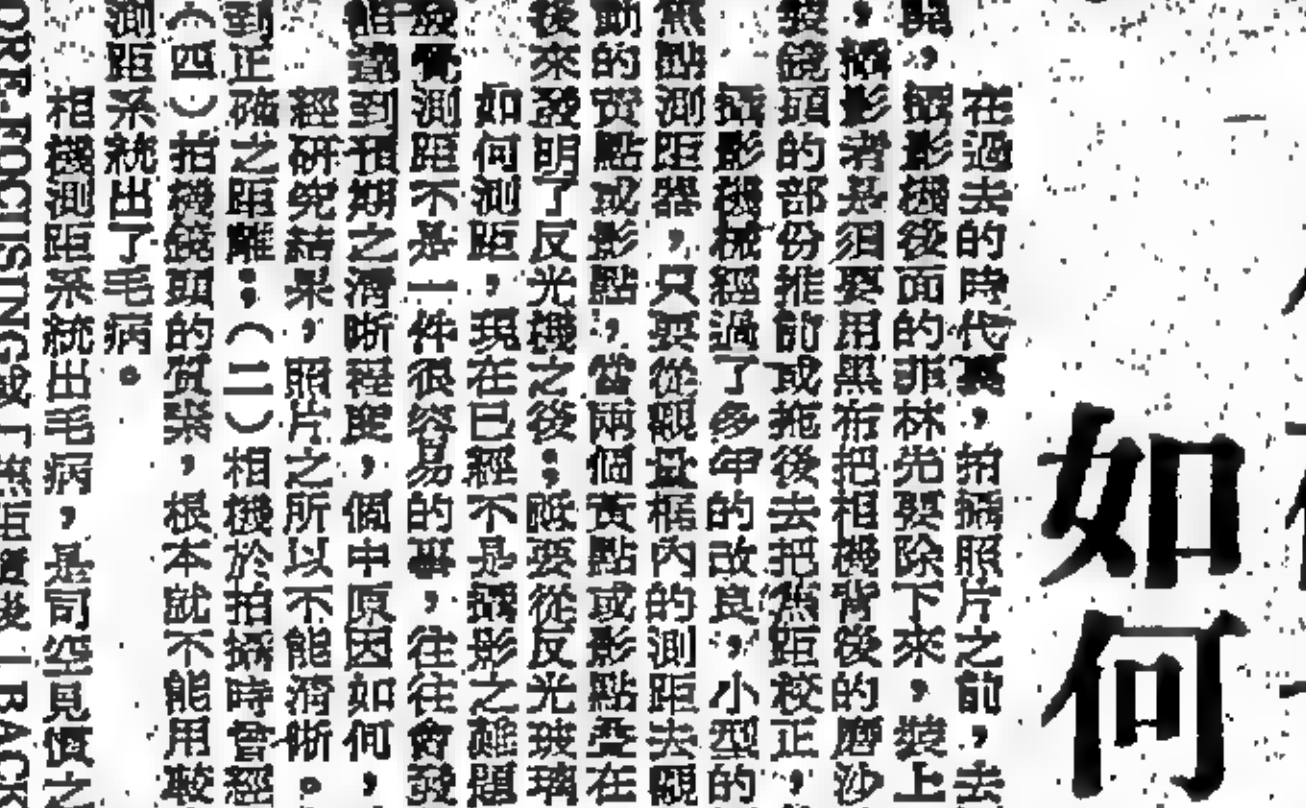 如何
在過去的時代裏，拍攝照片之前，去
，攝影機後面的菲林先要除下來，裝上
，攝影者是須要用黑布把相機背後的磨沙
鏡頭的部份推前或拖後去把焦距校正，
攝影機械經過了多年的改良，小型的
焦點測距器，只要從觀景框內的測距去觀
動的黃點或影點，當兩個黃點或影點叠在
後來發明了反光機之後；祇要從反光玻璃
如何測距，現在已經不是攝影之難題
發覺測距不是一件很容易的事，往往會發
能達到預期之清晰程度，個中原因如何，
經研究結果，照片之所以不能清晰。
到正確之距離；（二）相機於拍攝時曾經
（四）拍機鏡頭的質素，根本就不能用較
測距系統出了毛病。
相機測距系統出毛病，是司空見慣之
ORE-FOCUSING或「焦距 後」BACK